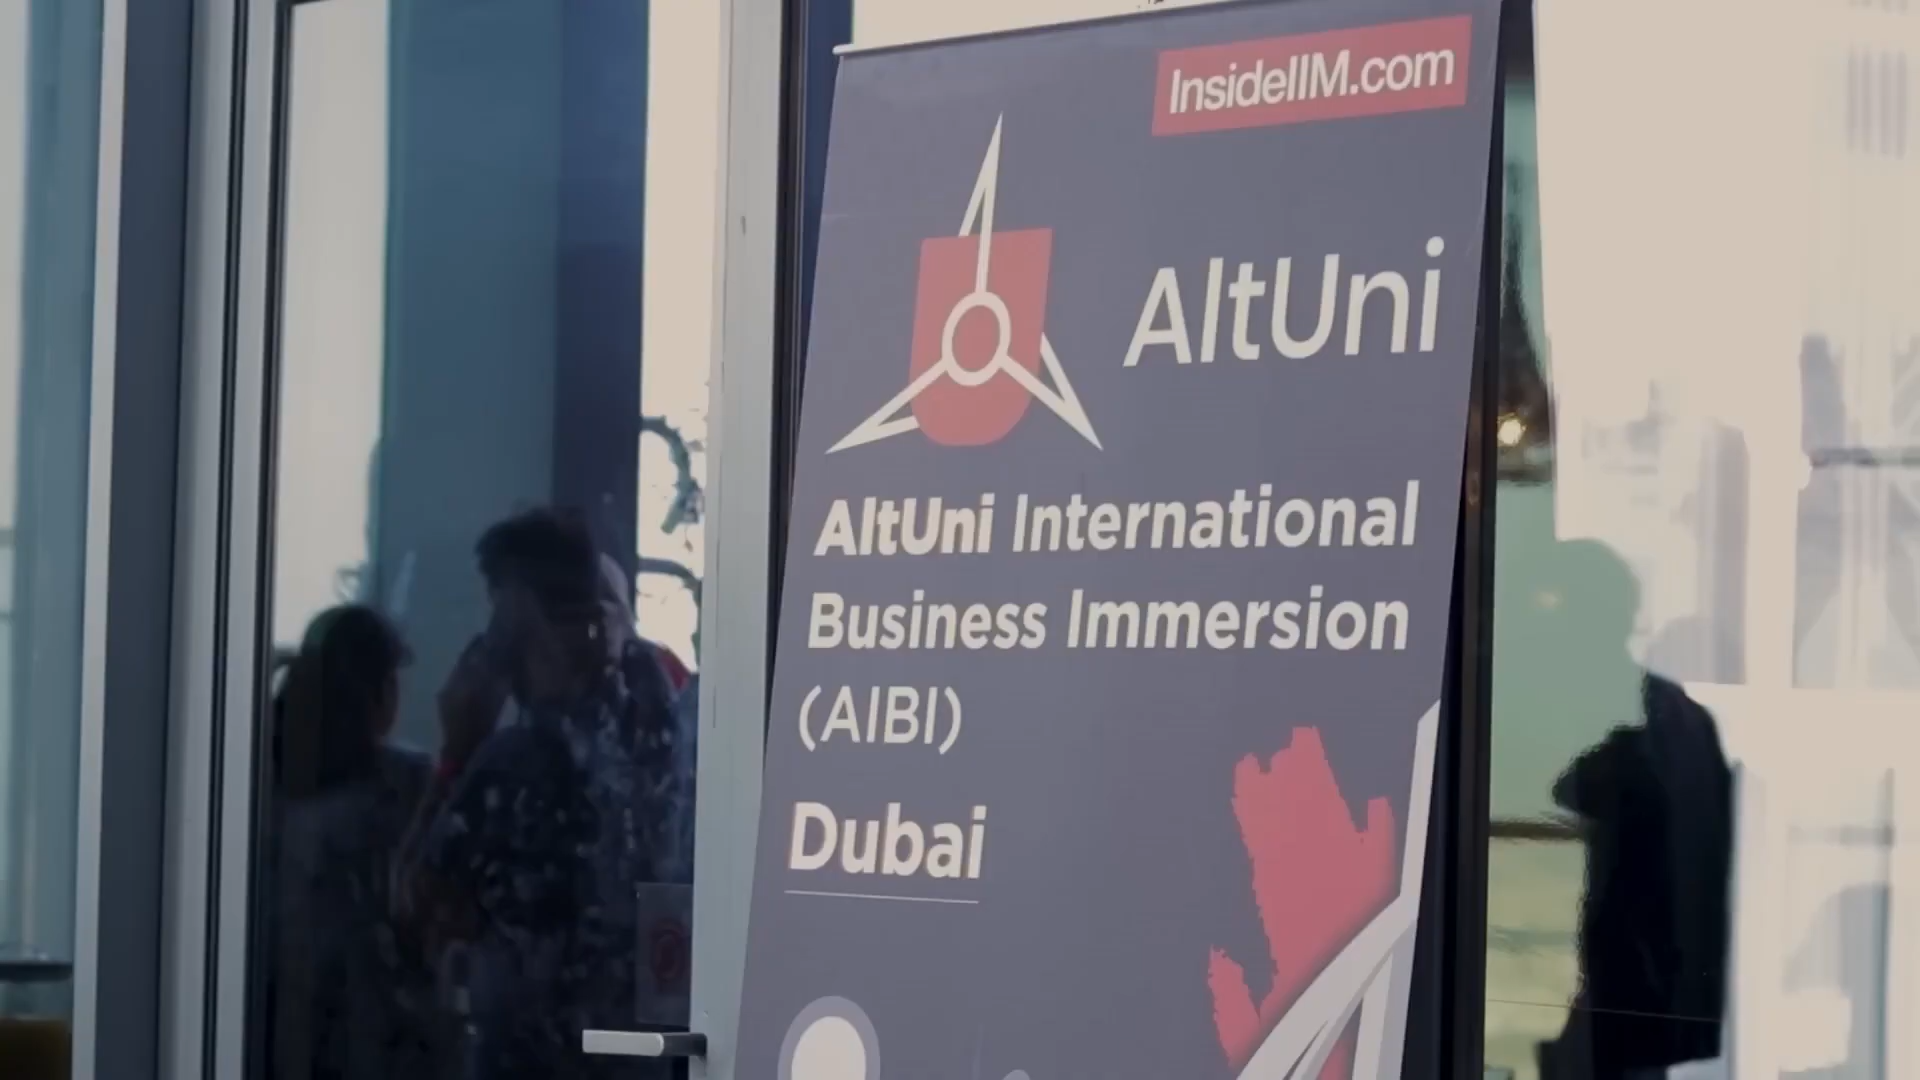 InsideIIM.com
AltUni
AltUni International
Business Immersion
(AIBI)
Dubai